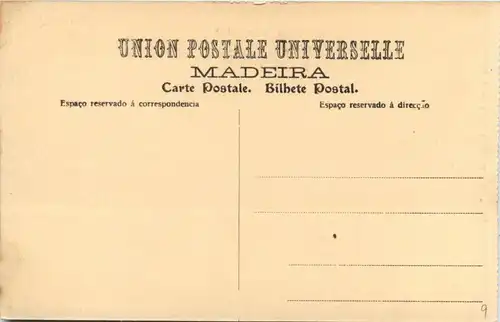 UNION POSTALE UNIVERSELLE
MADEIRA
Carte Postale. Bilhete Postal.
Espaço reservado á correspondencia
Espaço reservado á direcção
9